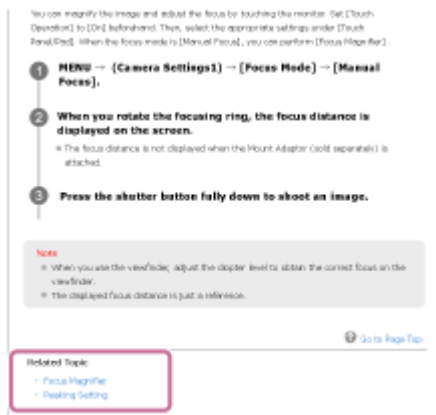 You can magnify the image and adjust the focus by touching the monitor. Set [Touch
Operation] to [On] beforehand. Then, select the appropriate settings under [Touch
Panel/Pad]. When the focus mode is [Manual Focus], you can perform [Focus Magnifier].
1 MENU → (Camera Settings1) → [Focus Mode] → [Manual
Focus].
2 When you rotate the focusing ring, the focus distance is
displayed on the screen.
The focus distance is not displayed when the Mount Adaptor (sold separately) is
attached.
3 Press the shutter button fully down to shoot an image.
Note
When you use the viewfinder, adjust the diopter level to obtain the correct focus on the
viewfinder.
The displayed focus distance is just a reference.
Go to Page Top
Related Topic
Focus Magnifier
Peaking Setting